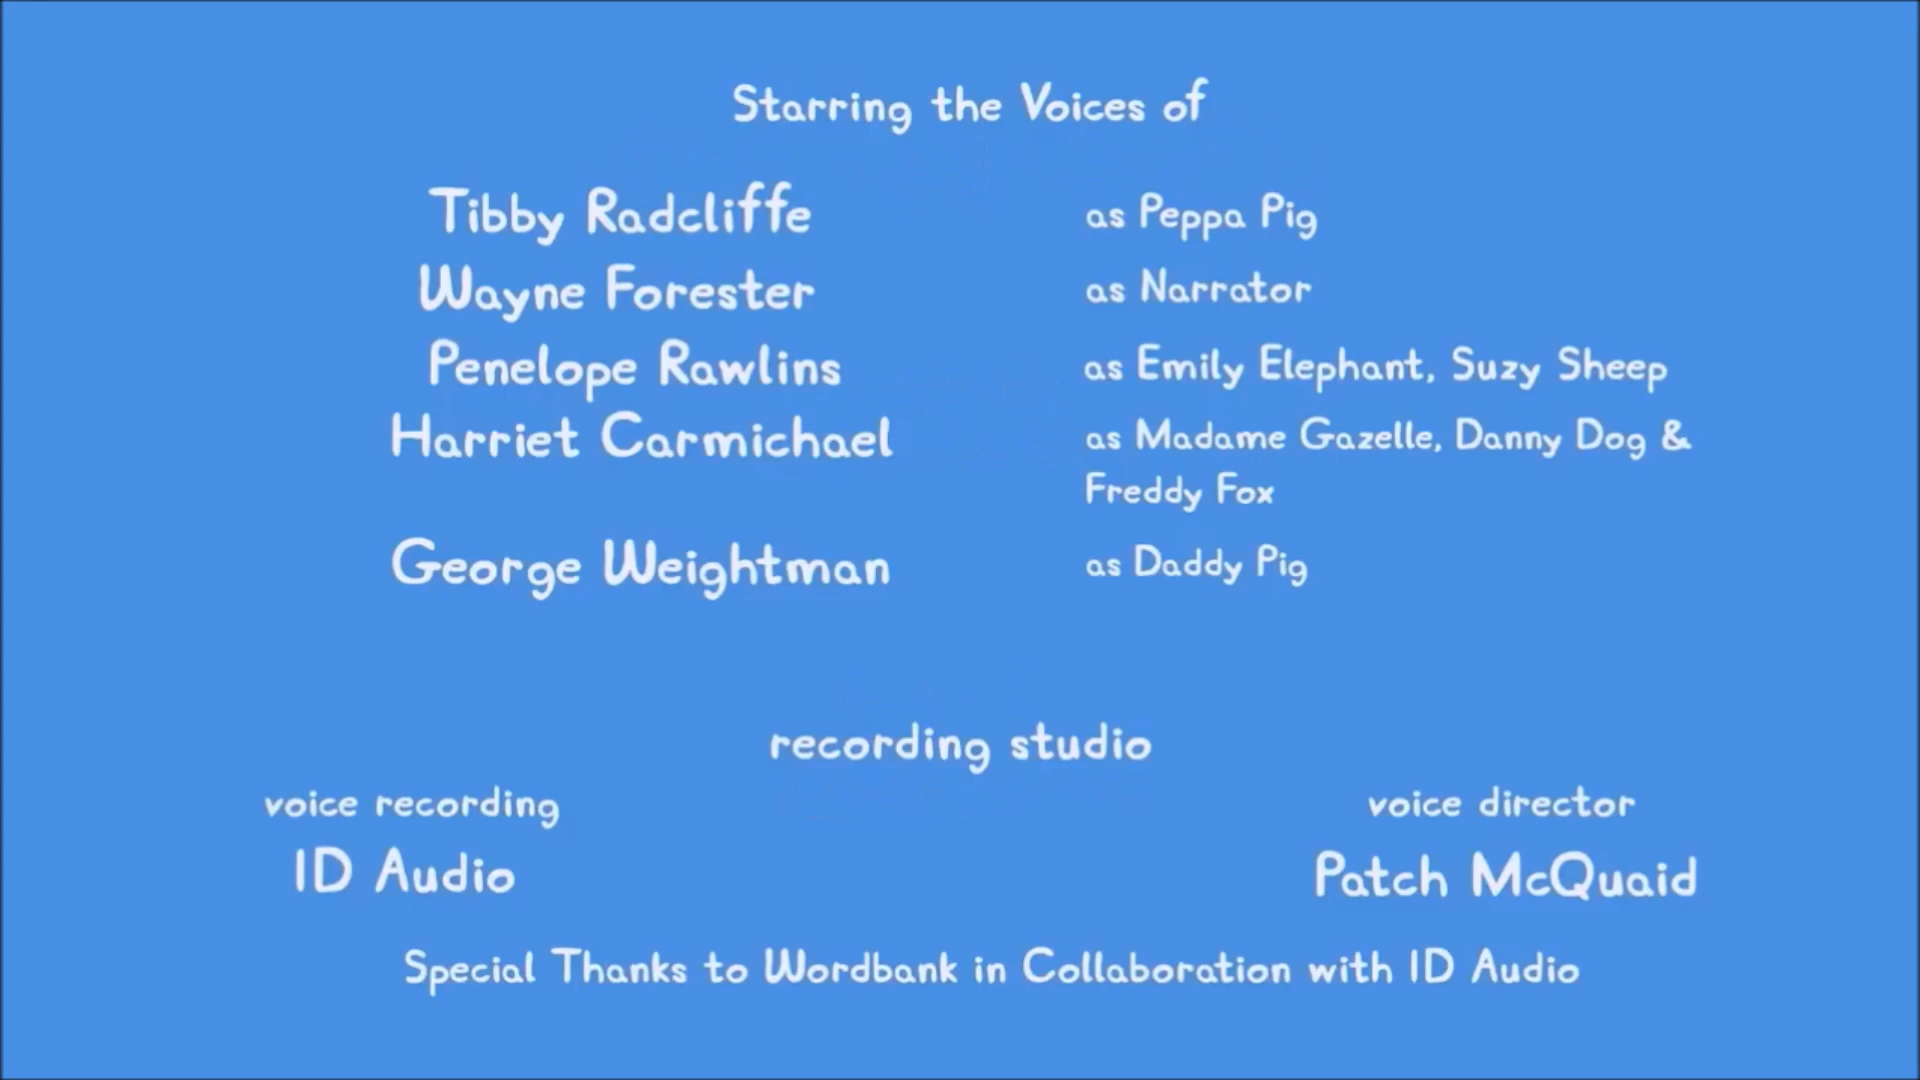 Starring the Voices of
Tibby Radcliffe as Peppa Pig
Wayne Forester as Narrator
Penelope Rawlins as Emily Elephant, Suzy Sheep
Harriet Carmichael as Madame Gazelle, Danny Dog &
Freddy Fox
George Weightman as Daddy Pig
recording studio
voice recording voice director
ID Audio Patch McQuaid
Special Thanks to Wordbank in Collaboration with ID Audio